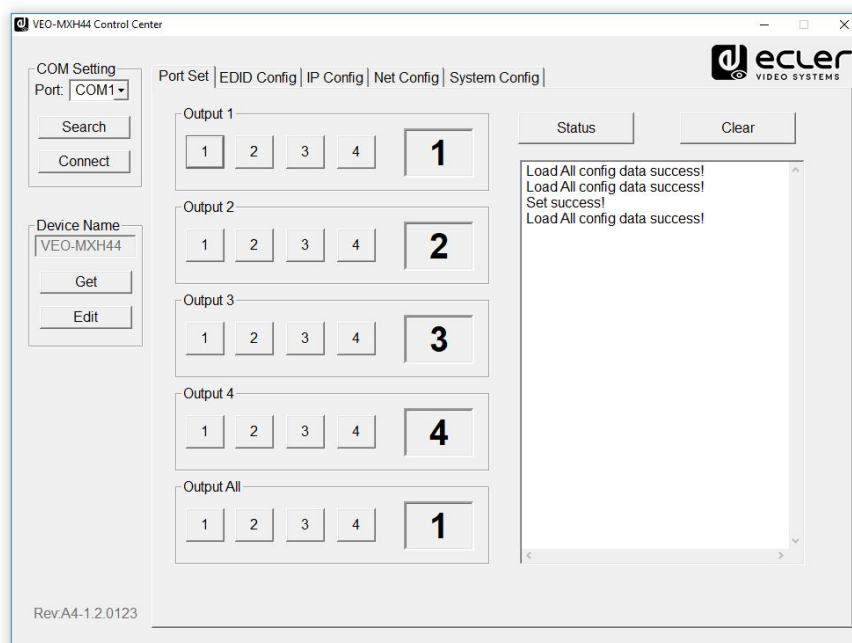 VEO-MXH44 Control Center
ecler
VIDEO SYSTEMS
COM Setting
Port: COM1
Search
Connect
Device Name
VEO-MXH44
Get
Edit
Rev:A4-1.2.0123
Port Set EDID Config IP Config Net Config System Config
Output 1
1 2 3 4 1
Output 2
1 2 3 4 2
Output 3
1 2 3 4 3
Output 4
1 2 3 4 4
Output All
1 2 3 4 1
Status Clear
Load All config data success!
Load All config data success!
Set success!
Load All config data success!